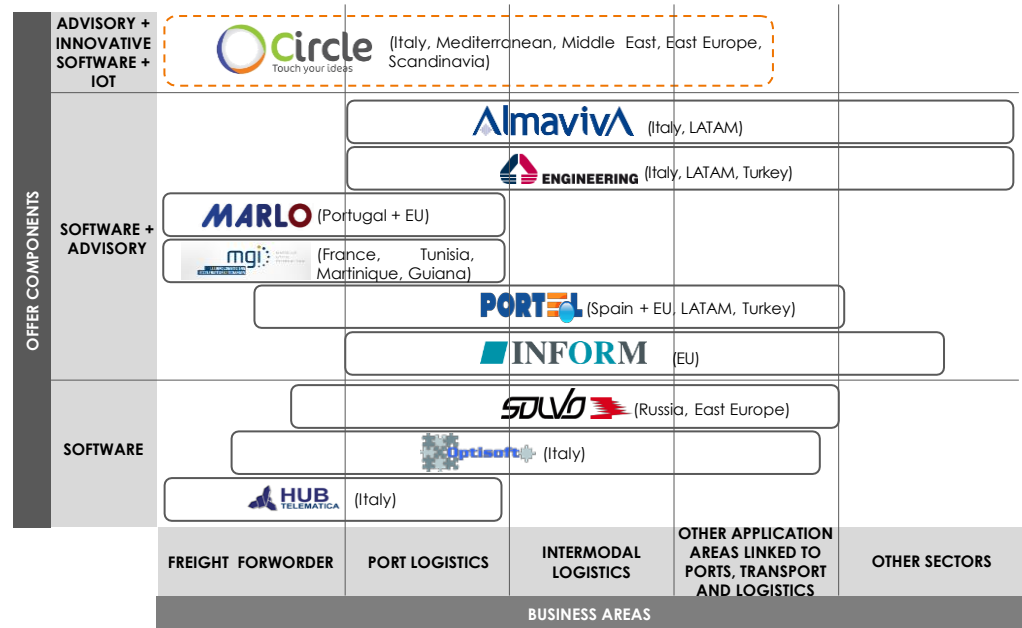 ADVISORY +
INNOVATIVE
SOFTWARE +
IOT
Circle
Touch your ideas
(Italy, Mediterranean, Middle East, East Europe,
Scandinavia)
OFFER COMPONENTS
SOFTWARE +
ADVISORY
AlmavivA (Italy, LATAM)
ENGINEERING (Italy, LATAM, Turkey)
MARLO (Portugal + EU)
mgi
(France, Tunisia,
Martinique, Guiana)
PORTEL (Spain + EU, LATAM, Turkey)
INFORM (EU)
SOFTWARE
SOLVO (Russia, East Europe)
Optisoft (Italy)
HUB
TELEMATICA
(Italy)
FREIGHT FORWORDER
PORT LOGISTICS
INTERMODAL
LOGISTICS
OTHER APPLICATION
AREAS LINKED TO
PORTS, TRANSPORT
AND LOGISTICS
OTHER SECTORS
BUSINESS AREAS